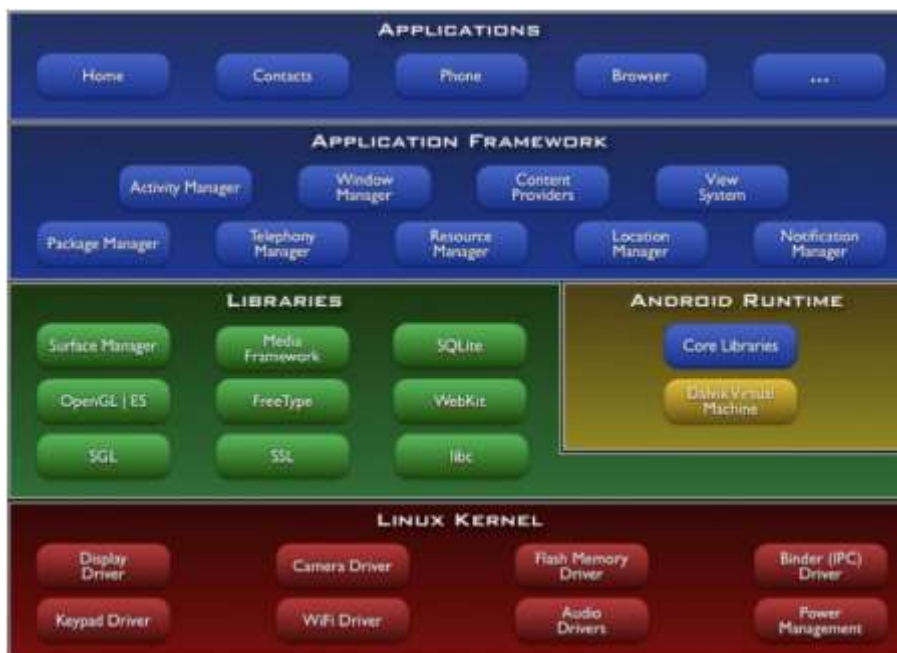 APPLICATIONS
Home Contacts Phone Browser ...
APPLICATION FRAMEWORK
Activity Manager
Window
Manager
Content
Providers
View
System
Package Manager
Telephony
Manager
Resource
Manager
Location
Manager
Notification
Manager
LIBRARIES
Surface Manager
Media
Framework
SQLite
OpenGL | ES
FreeType
WebKit
SGL
SSL
libc
ANDROID RUNTIME
Core Libraries
Dalvik Virtual
Machine
LINUX KERNEL
Display
Driver
Camera Driver
Flash Memory
Driver
Binder (IPC)
Driver
Keypad Driver
WiFi Driver
Audio
Drivers
Power
Management